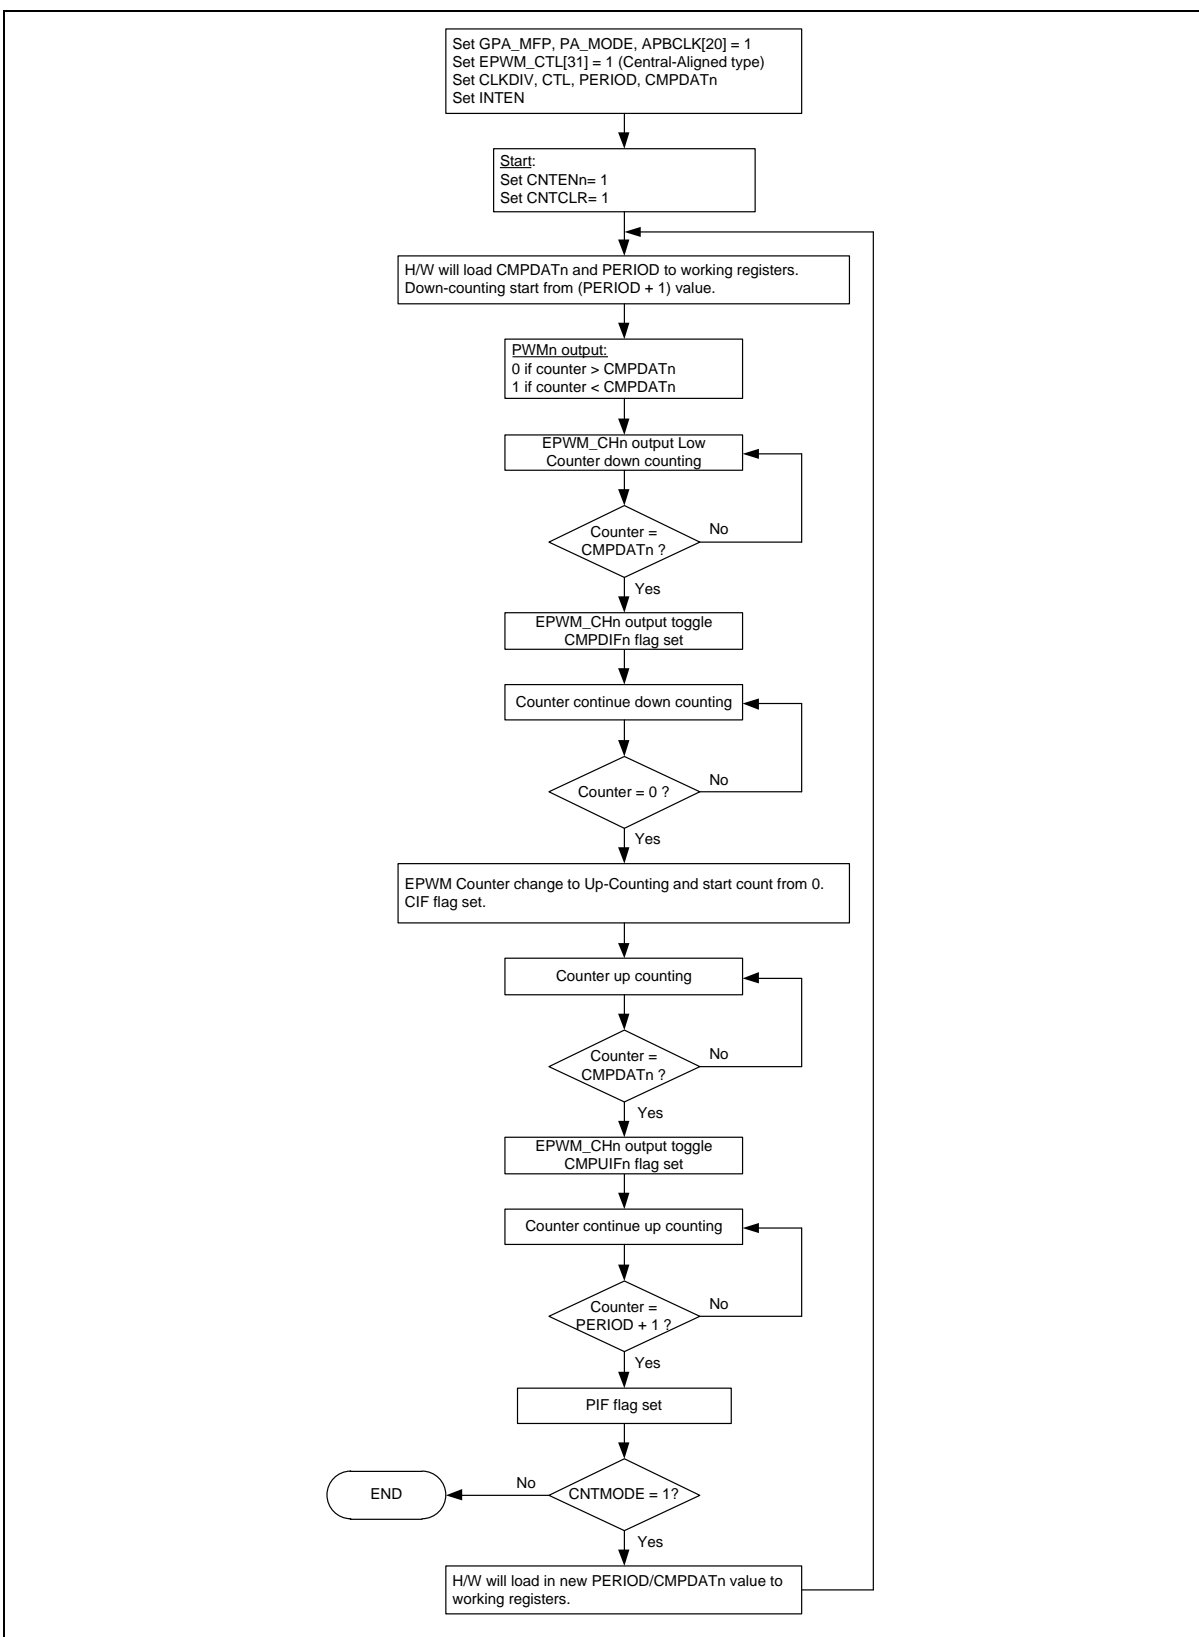 Set GPA_MFP, PA_MODE, APBCLK[20] = 1
Set EPWM_CTL[31] = 1 (Central-Aligned type)
Set CLKDIV, CTL, PERIOD, CMPDATn
Set INTEN
Start:
Set CNTENn= 1
Set CNTCLR= 1
H/W will load CMPDATn and PERIOD to working registers.
Down-counting start from (PERIOD + 1) value.
PWMn output:
0 if counter > CMPDATn
1 if counter < CMPDATn
EPWM_CHn output Low
Counter down counting
Counter =
CMPDATn ?
No
Yes
EPWM_CHn output toggle
CMPDIFn flag set
Counter continue down counting
Counter = 0 ?
No
Yes
EPWM Counter change to Up-Counting and start count from 0.
CIF flag set.
Counter up counting
Counter =
CMPDATn ?
No
Yes
EPWM_CHn output toggle
CMPUIFn flag set
Counter continue up counting
Counter =
PERIOD + 1 ?
No
Yes
PIF flag set
CNTMODE = 1?
No
END
Yes
H/W will load in new PERIOD/CMPDATn value to
working registers.